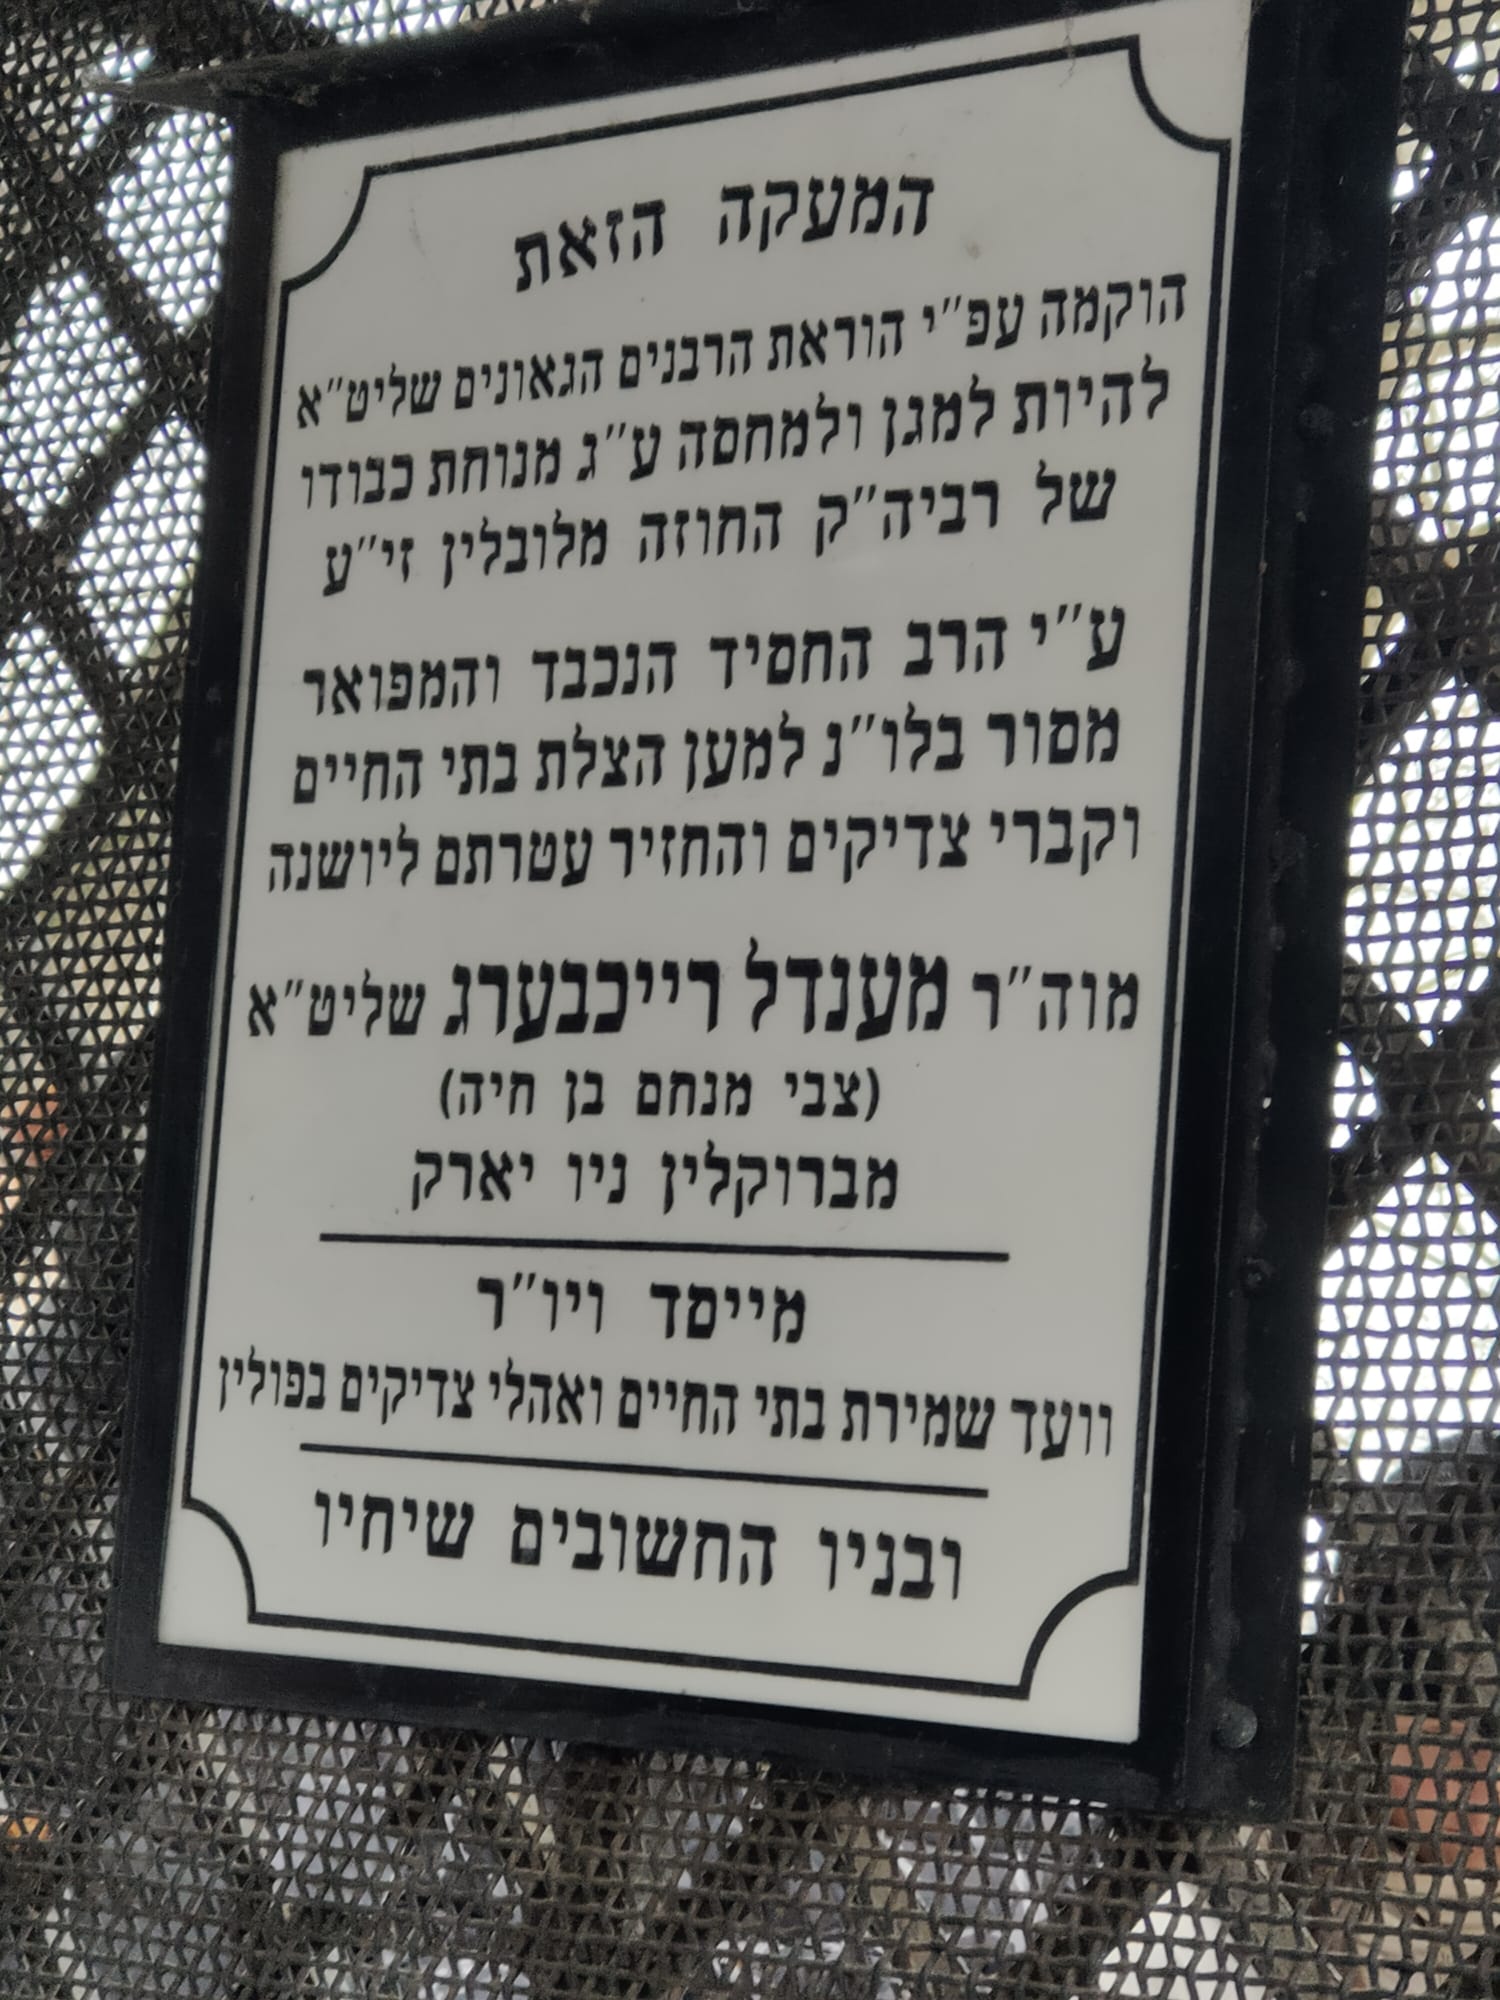 המעקה הזאת
הוקמה עפ"י הוראת הרבנים הגאונים שליט"א
להיות למגן ולמחסה ע"ג מנוחת כבודו
של רביה"ק החוזה מלובלין זי"ע
ע"י הרב החסיד הנכבד והמפואר
מסור בלו"נ למען הצלת בתי החיים
וקברי צדיקים והחזיר עטרתם ליושנה
מוה"ר מענדל רייכבערג שליט"א
(צבי מנחם בן חיה)
מברוקלין ניו יארק
מייסד ויו"ר
וועד שמירת בתי החיים ואהלי צדיקים בפולין
ובניו החשובים שיחיו